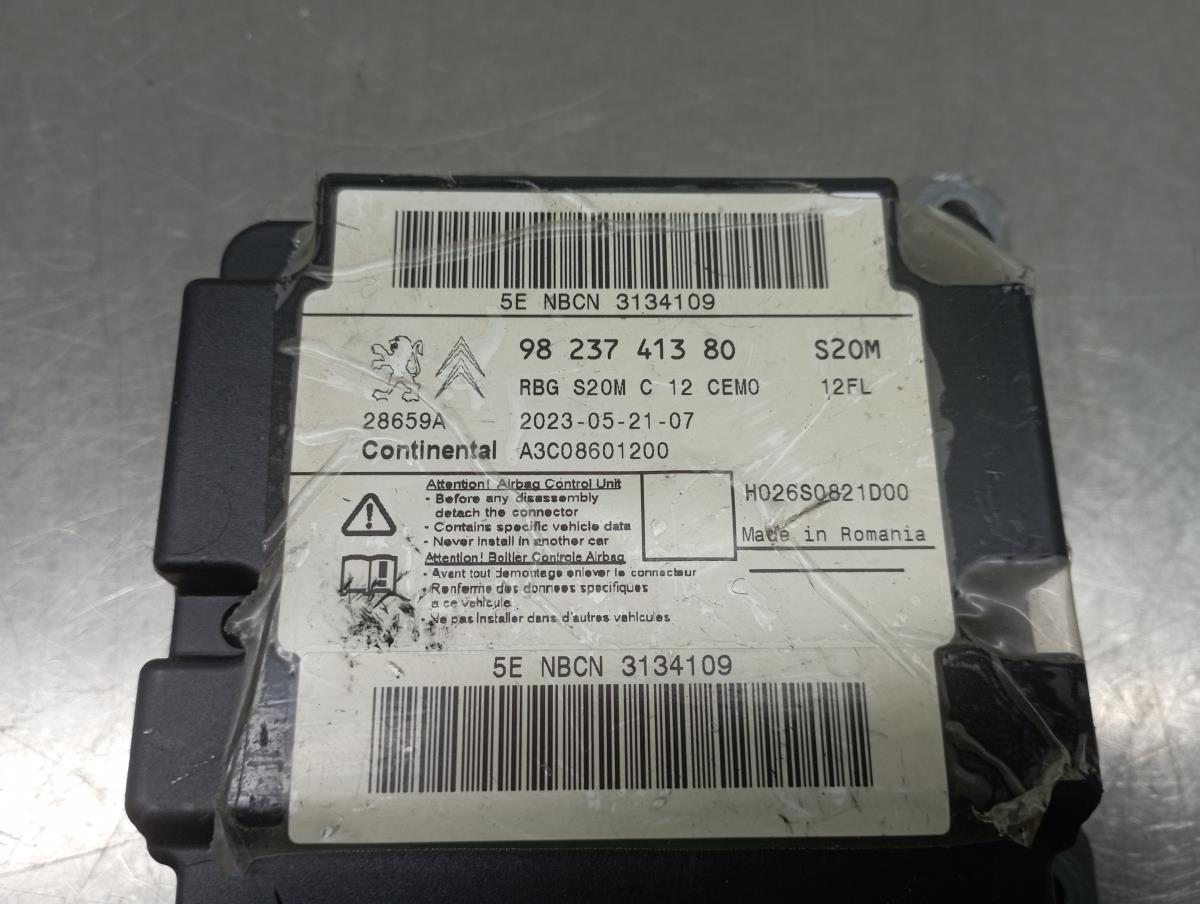 5E NBCN 3134109
98 237 413 80 S20M
RBG S20M C 12 CEM0 12FL
28659A 2023-05-21-07
Continental A3C08601200
Attention! Airbag Control Unit
- Before any disassembly
detach the connector
- Contains specific vehicle data
- Never install in another car
Attention! Boitier Controle Airbag
- Avant tout demontage enlever le connecteur
- Renferme des donnees specifiques
a ce vehicule
- Ne pas installer dans d'autres vehicules
H026S0821D00
Made in Romania
5E NBCN 3134109